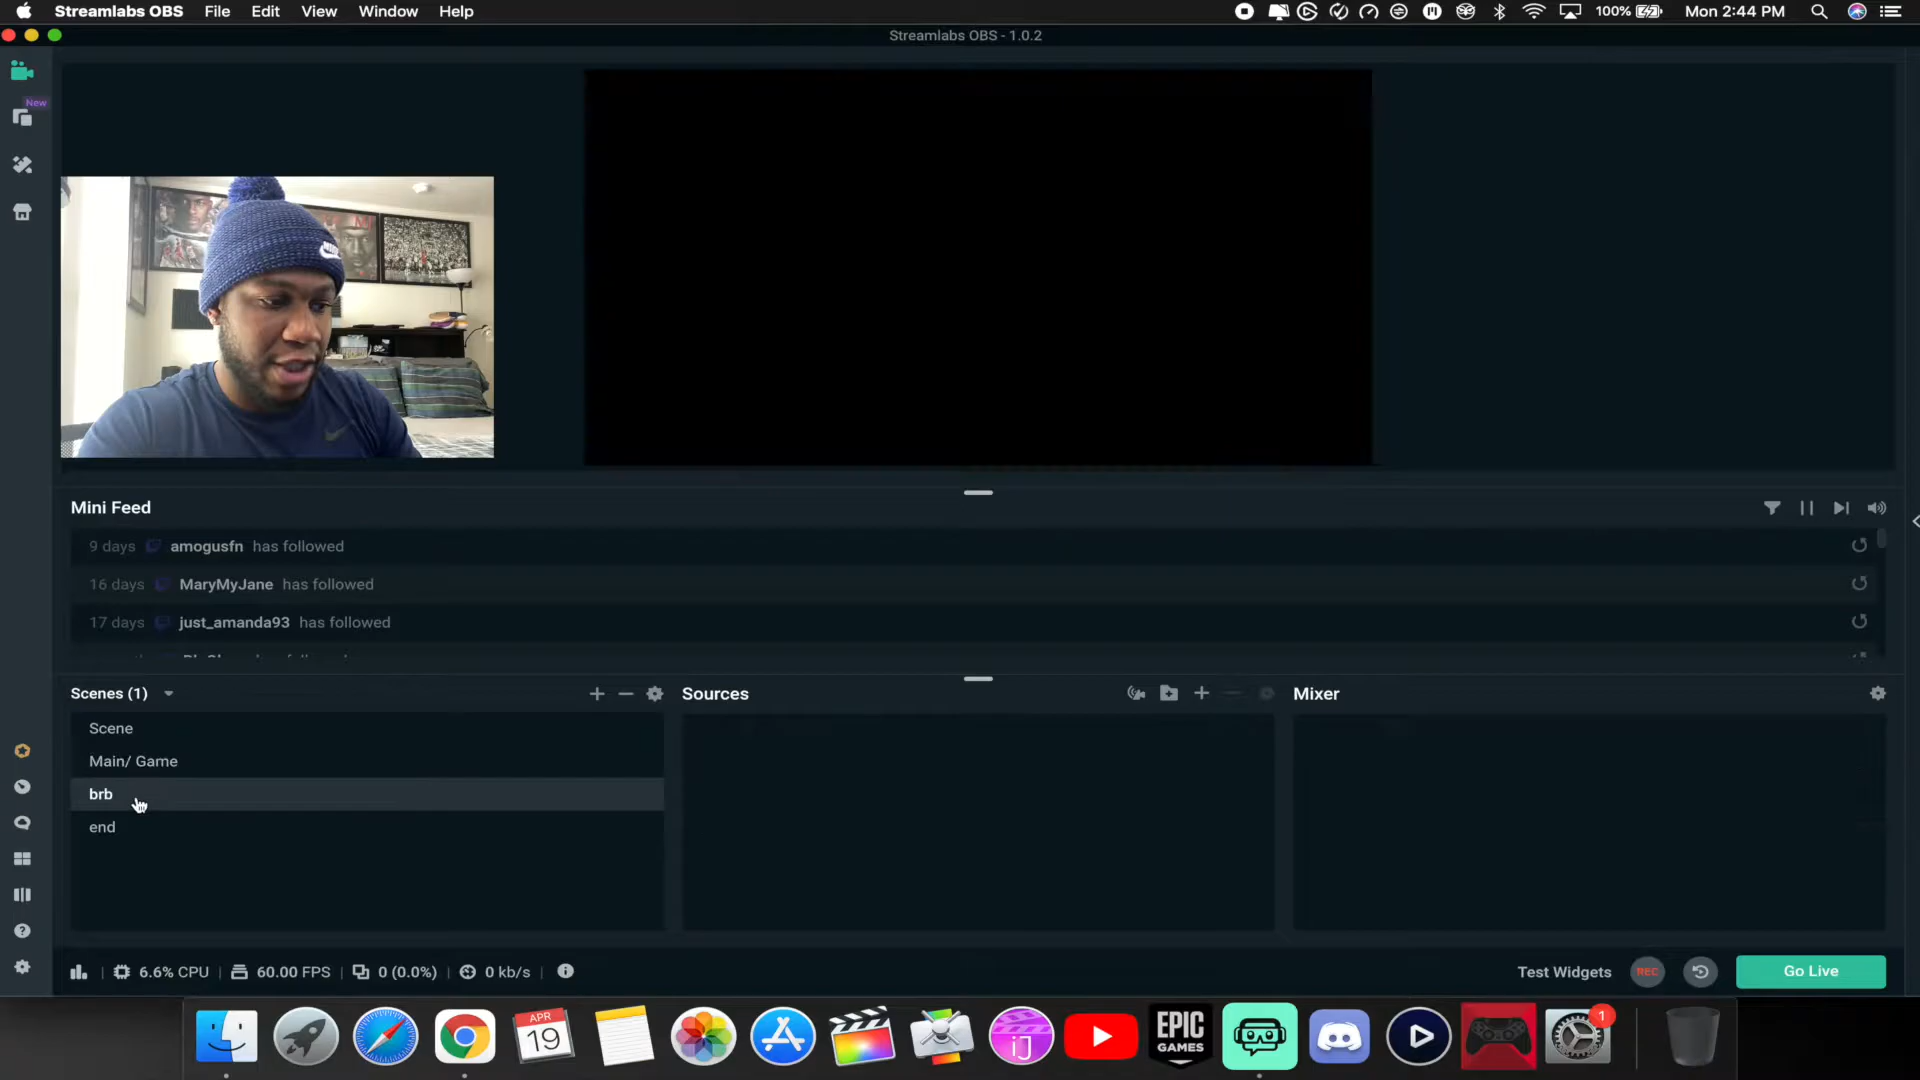 Streamlabs OBS File Edit View Window Help 100% Mon 2:44 PM
Streamlabs OBS - 1.0.2
New
Mini Feed
9 days amogusfn has followed
16 days MaryMyJane has followed
17 days just_amanda93 has followed
Scenes (1)
Sources
Mixer
Scene
Main/ Game
brb
end
6.6% CPU 60.00 FPS 0 (0.0%) 0 kb/s
Test Widgets REC Go Live
APR
19
ij
EPIC
GAMES
1